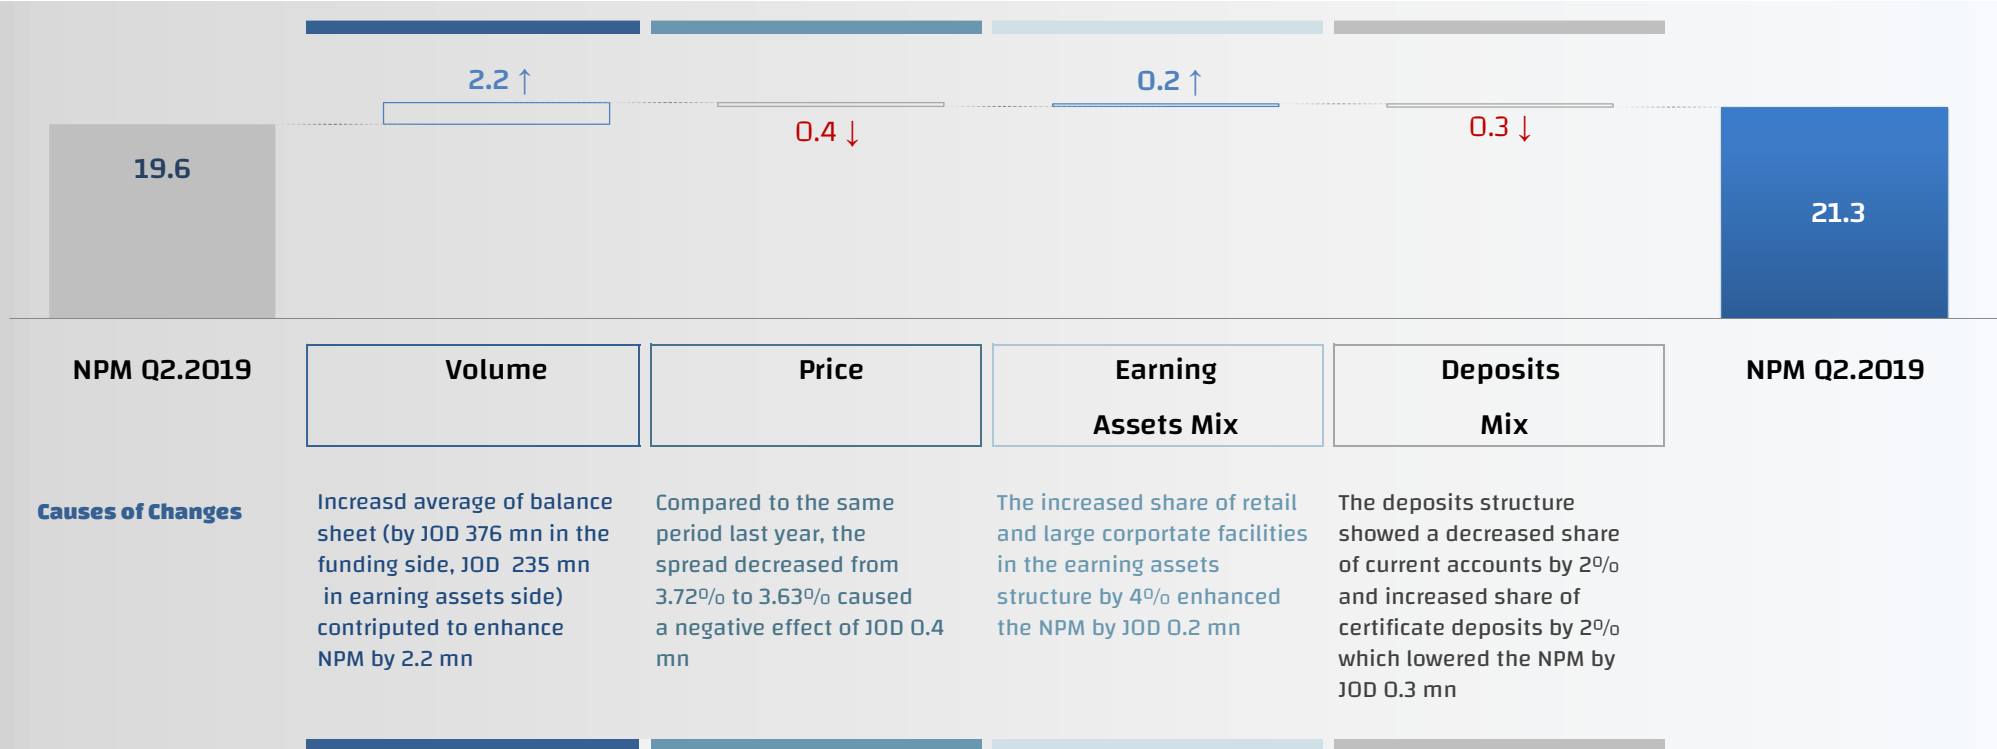 2.2 ↑
0.2 ↑
0.4 ↓
0.3 ↓
19.6
21.3
NPM Q2.2019
Volume
Price
Earning
Assets Mix
Deposits
Mix
NPM Q2.2019
Causes of Changes
Increasd average of balance
sheet (by JOD 376 mn in the
funding side, JOD  235 mn
in earning assets side)
contriputed to enhance
NPM by 2.2 mn
Compared to the same
period last year, the
spread decreased from
3.72% to 3.63% caused
a negative effect of JOD 0.4
mn
The increased share of retail
and large corportate facilities
in the earning assets
structure by 4% enhanced
the NPM by JOD 0.2 mn
The deposits structure
showed a decreased share
of current accounts by 2%
and increased share of
certificate deposits by 2%
which lowered the NPM by
JOD 0.3 mn